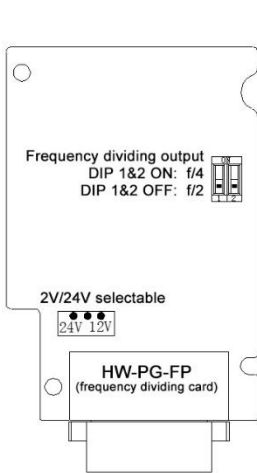 Frequency dividing output
DIP 1&2 ON: f/4
DIP 1&2 OFF: f/2
ON
1 2
2V/24V selectable
24V 12V
HW-PG-FP
(frequency dividing card)